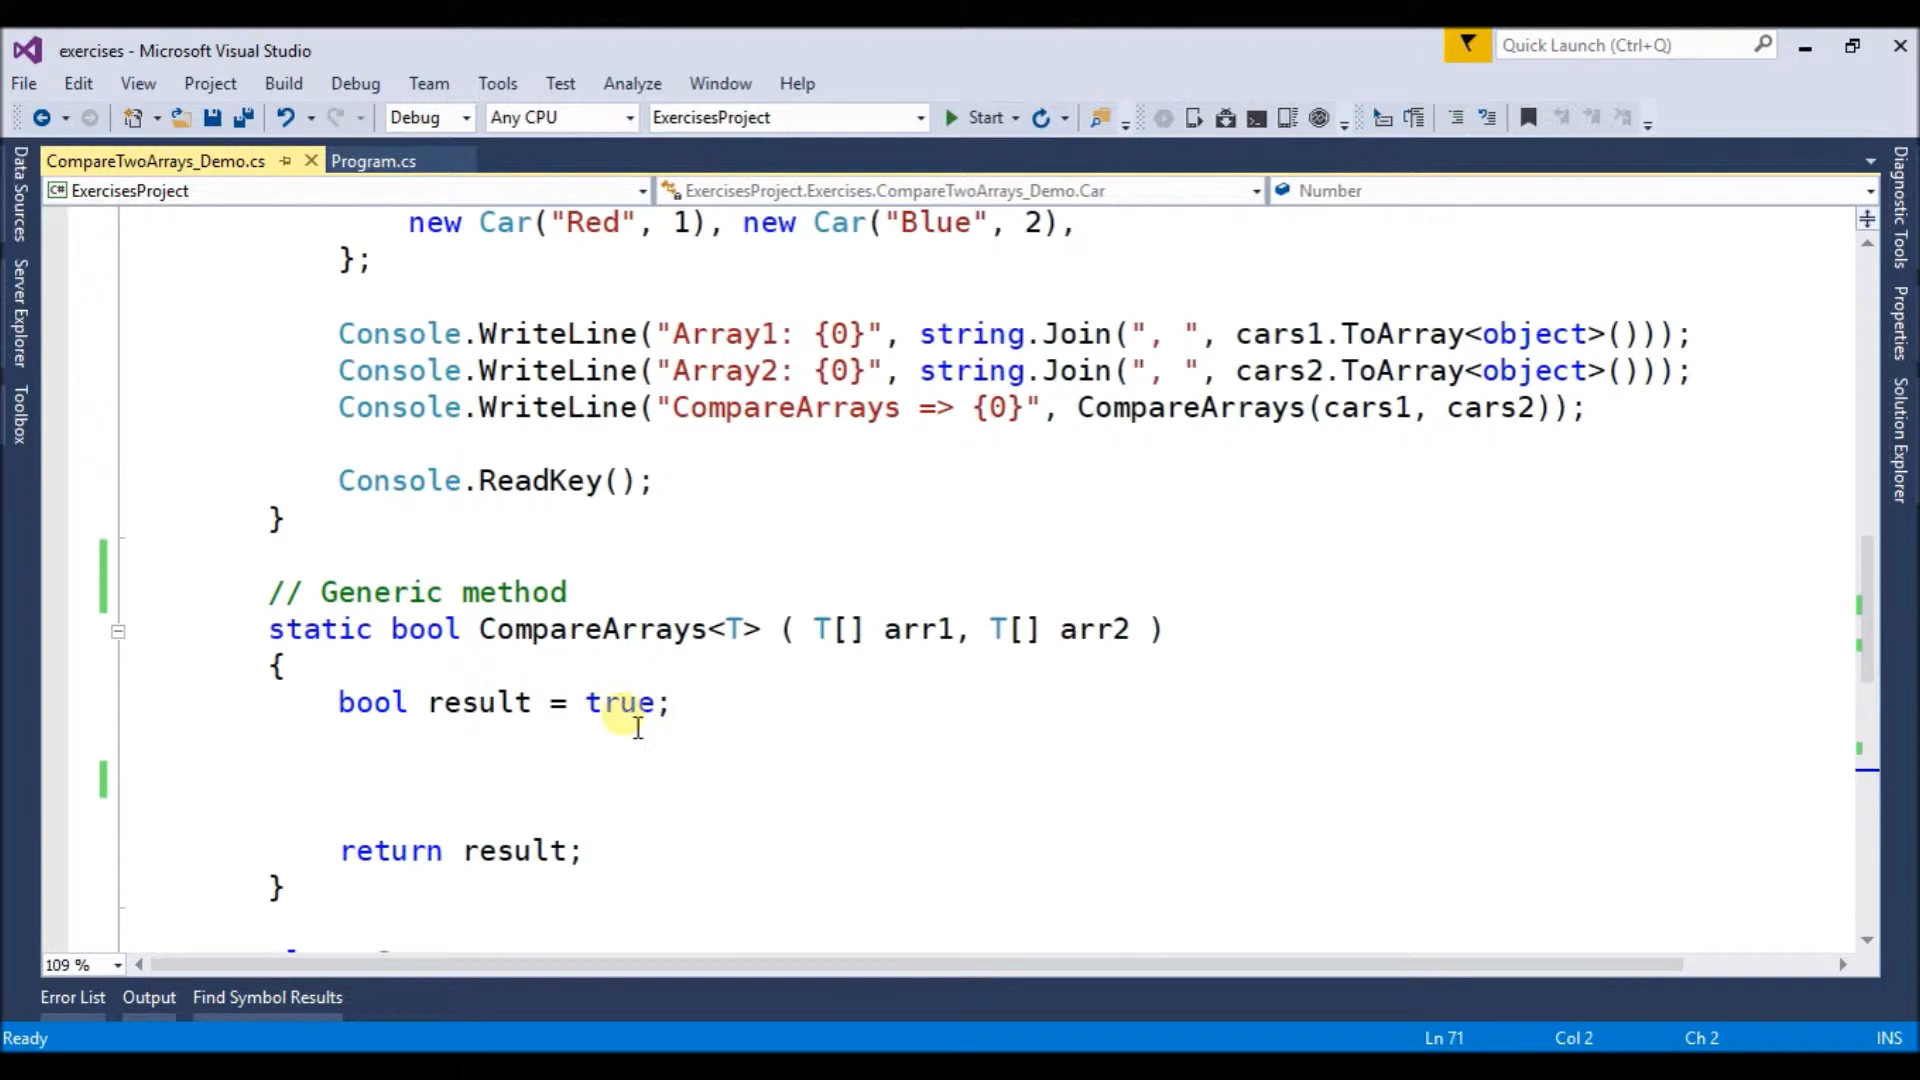 exercises - Microsoft Visual Studio
Quick Launch (Ctrl+Q)
File Edit View Project Build Debug Team Tools Test Analyze Window Help
Debug Any CPU ExercisesProject Start
CompareTwoArrays_Demo.cs Program.cs
C# ExercisesProject ExercisesProject.Exercises.CompareTwoArrays_Demo.Car Number
Data Sources
Server Explorer
Toolbox
new Car("Red", 1), new Car("Blue", 2),
};
Console.WriteLine("Array1: {0}", string.Join(", ", cars1.ToArray<object>()));
Console.WriteLine("Array2: {0}", string.Join(", ", cars2.ToArray<object>()));
Console.WriteLine("CompareArrays => {0}", CompareArrays(cars1, cars2));
Console.ReadKey();
}
// Generic method
static bool CompareArrays<T> ( T[] arr1, T[] arr2 )
{
bool result = true;
return result;
}
Diagnostic Tools
Properties
Solution Explorer
109 %
Error List Output Find Symbol Results
Ready Ln 71 Col 2 Ch 2 INS